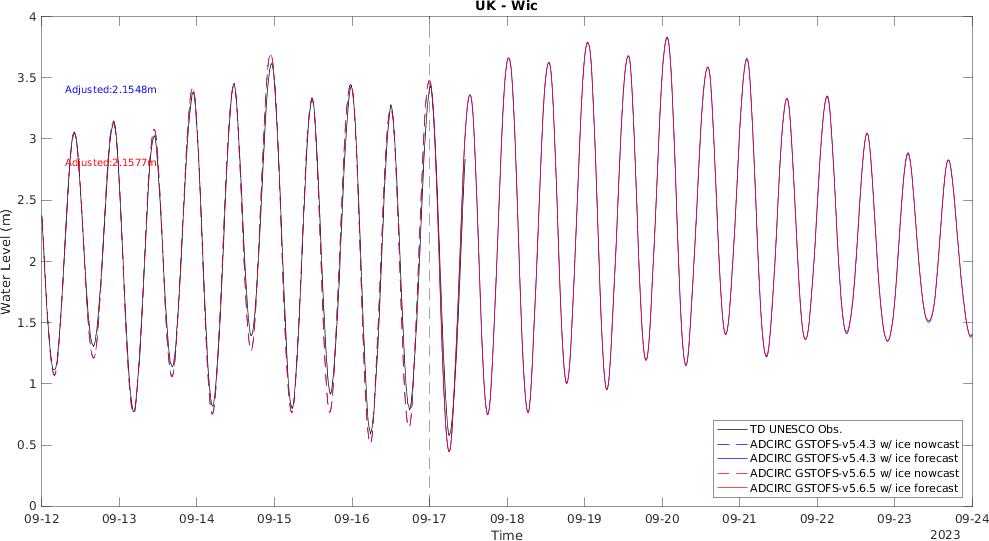 UK - Wic
Water Level (m)
4
3.5
3
2.5
2
1.5
1
0.5
0
Adjusted:2.1548m
Adjusted:2.1577m
TD UNESCO Obs.
ADCIRC GSTOFS-v5.4.3 w/ ice nowcast
ADCIRC GSTOFS-v5.4.3 w/ ice forecast
ADCIRC GSTOFS-v5.6.5 w/ ice nowcast
ADCIRC GSTOFS-v5.6.5 w/ ice forecast
09-12 09-13 09-14 09-15 09-16 09-17 09-18 09-19 09-20 09-21 09-22 09-23 09-24
Time
2023